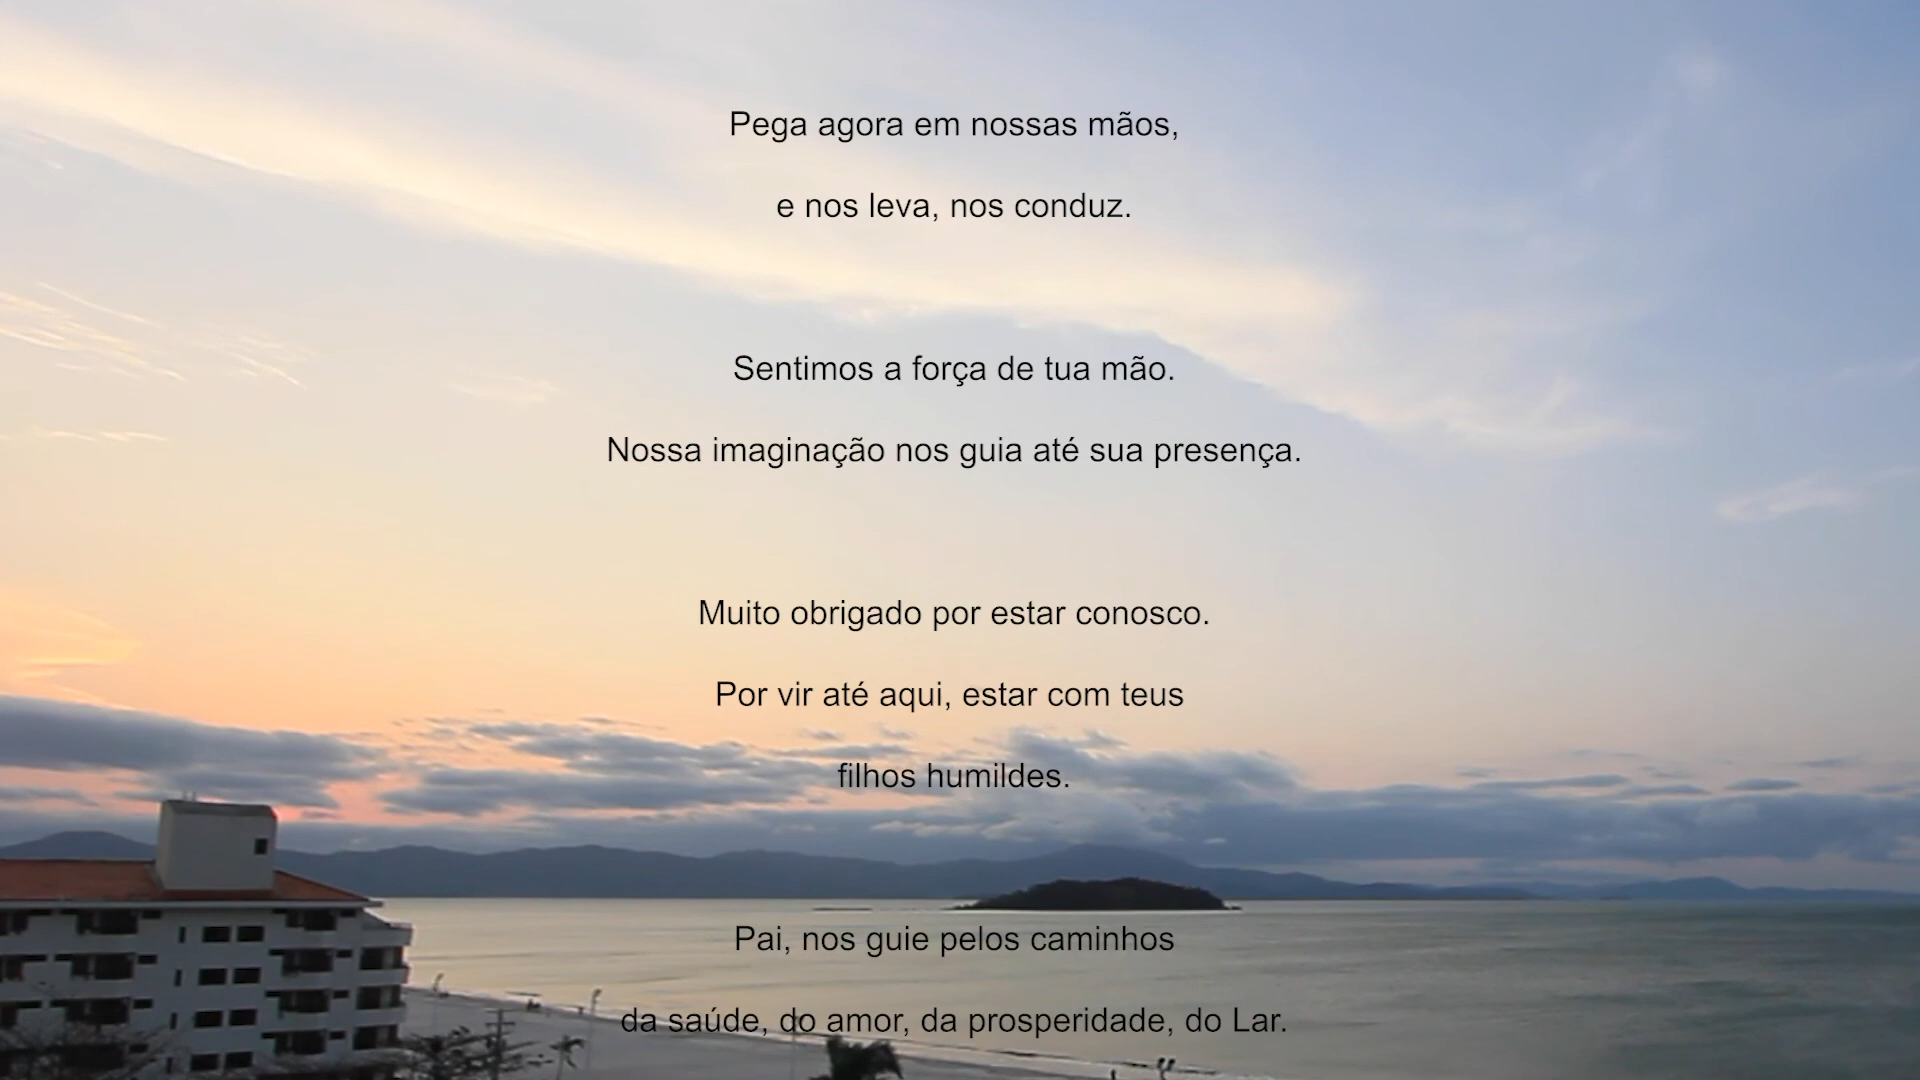 Pega agora em nossas mãos,
e nos leva, nos conduz.
Sentimos a força de tua mão.
Nossa imaginação nos guia até sua presença.
Muito obrigado por estar conosco.
Por vir até aqui, estar com teus
filhos humildes.
Pai, nos guie pelos caminhos
da saúde, do amor, da prosperidade, do Lar.